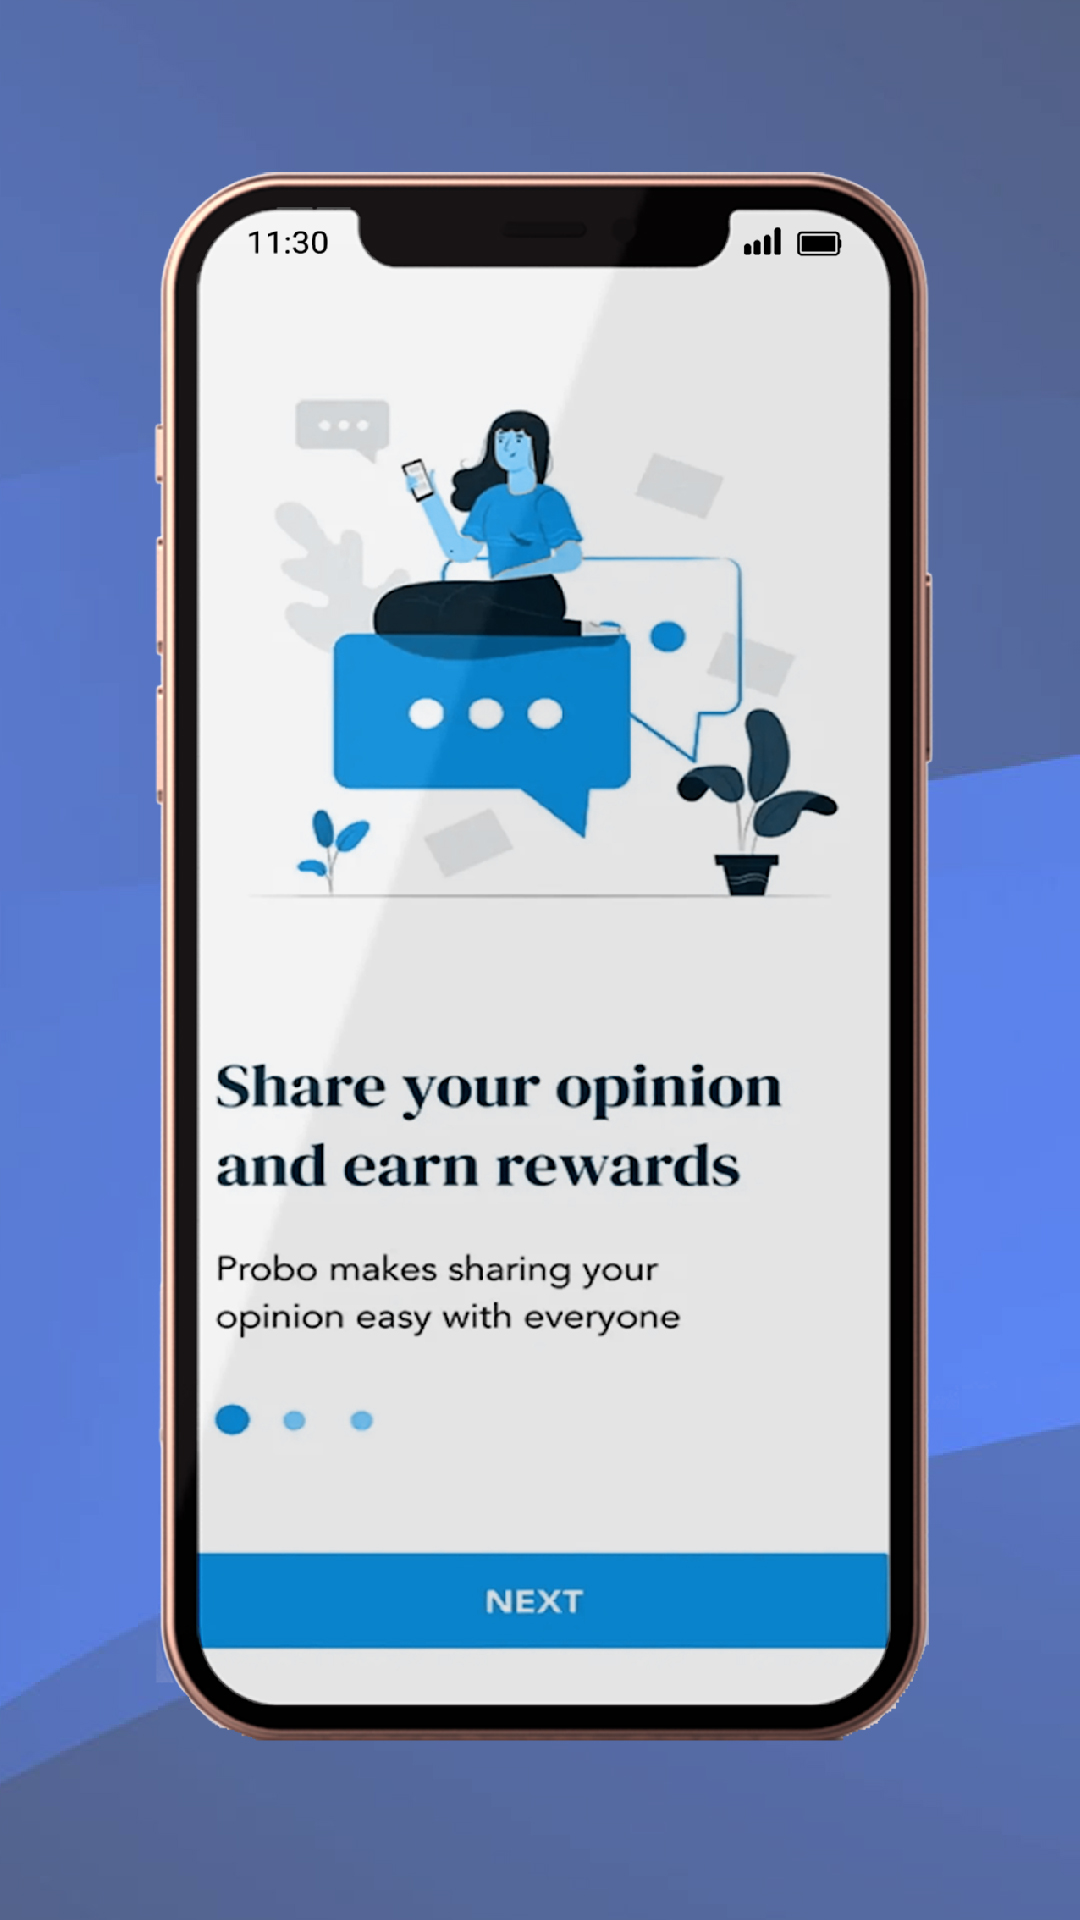 11:30
Share your opinion
and earn rewards
Probo makes sharing your
opinion easy with everyone
NEXT